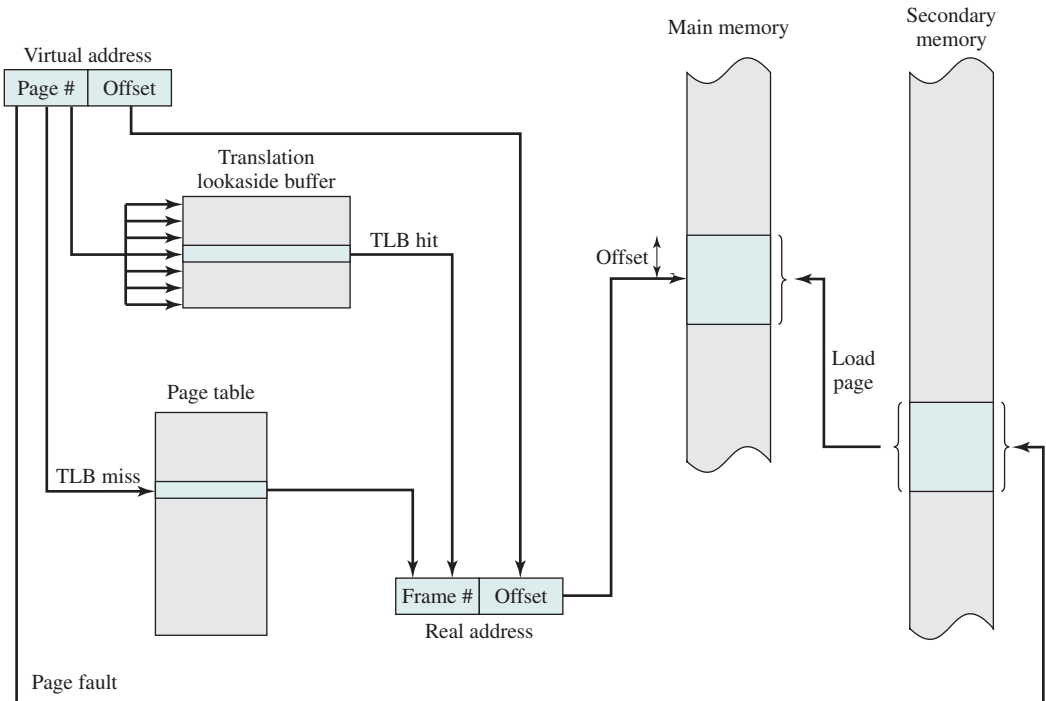 Virtual address
Page #
Offset
Translation
lookaside buffer
TLB hit
Page table
TLB miss
Frame #
Offset
Real address
Page fault
Main memory
Offset
Load
page
Secondary
memory